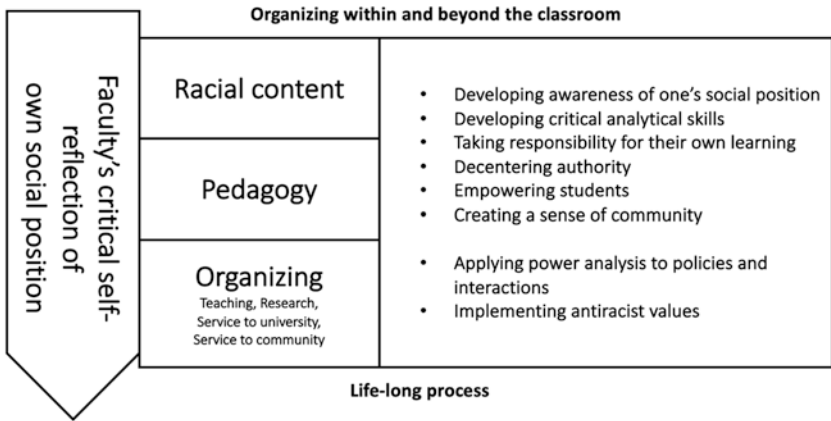 Organizing within and beyond the classroom
Faculty’s critical self-
reflection of
own social position
Racial content
Pedagogy
Organizing
Teaching, Research,
Service to university,
Service to community
• Developing awareness of one’s social position
• Developing critical analytical skills
• Taking responsibility for their own learning
• Decentering authority
• Empowering students
• Creating a sense of community
• Applying power analysis to policies and
interactions
• Implementing antiracist values
Life-long process